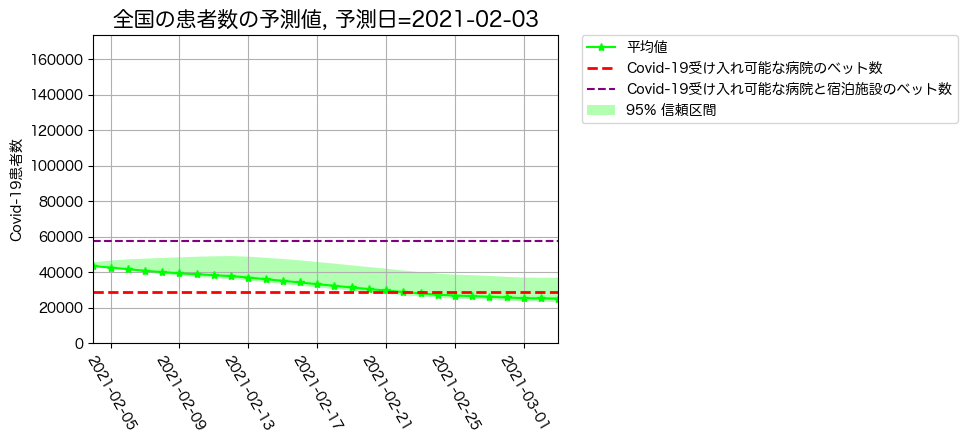 全国の患者数の予測値, 予測日=2021-02-03
160000
140000
120000
100000
80000
60000
40000
20000
0
Covid-19患者数
2021-02-05
2021-02-09
2021-02-13
2021-02-17
2021-02-21
2021-02-25
2021-03-01
平均値
Covid-19受け入れ可能な病院のベット数
Covid-19受け入れ可能な病院と宿泊施設のベット数
95% 信頼区間